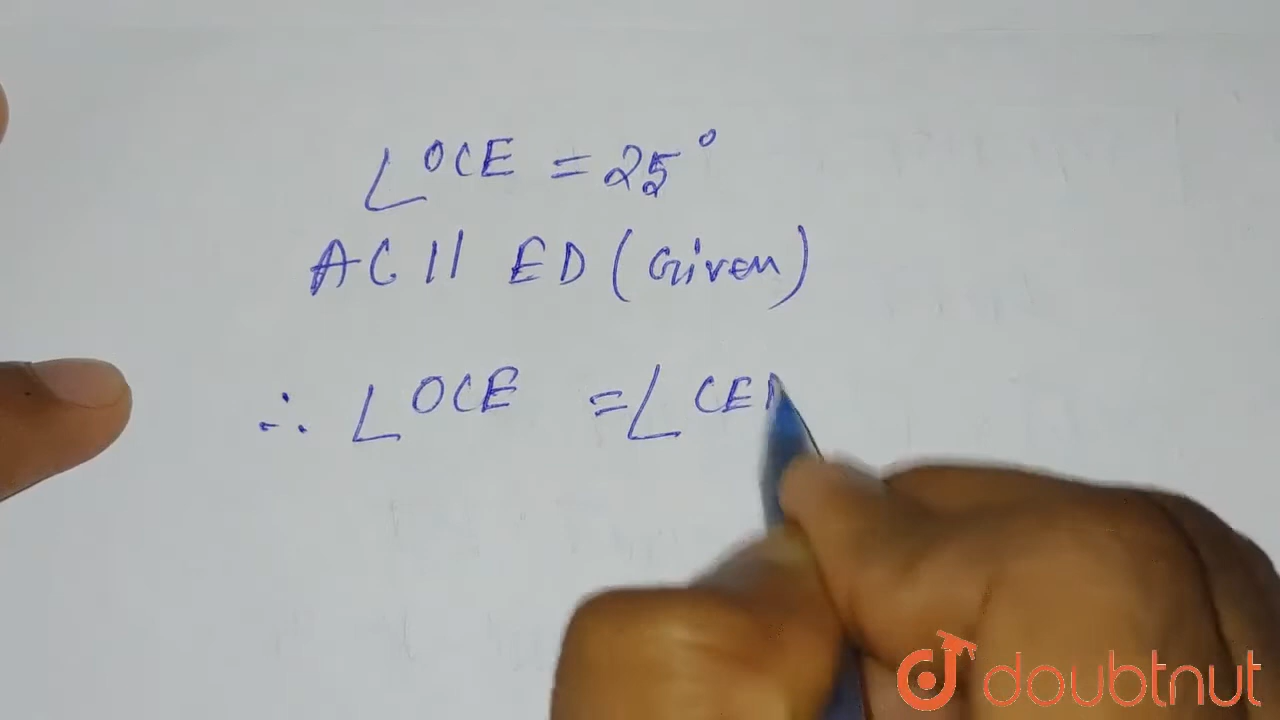 ∠OCE = 25°
AC || ED (Given)
∴ ∠OCE = ∠CE
doubtnut